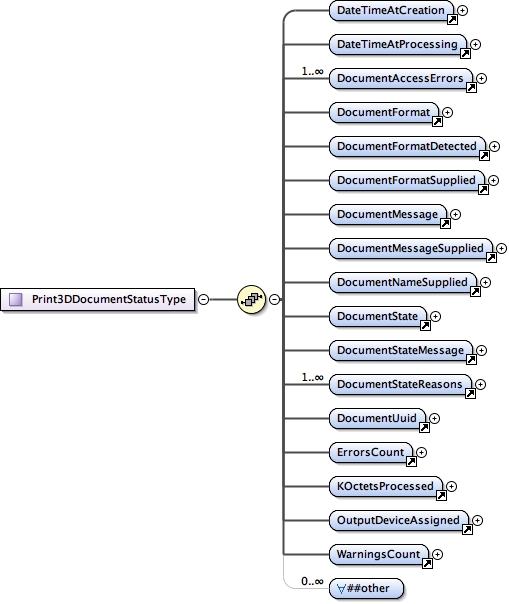 DateTimeAtCreation
DateTimeAtProcessing
1..∞
DocumentAccessErrors
DocumentFormat
DocumentFormatDetected
DocumentFormatSupplied
DocumentMessage
DocumentMessageSupplied
DocumentNameSupplied
Print3DDocumentStatusType
DocumentState
DocumentStateMessage
1..∞
DocumentStateReasons
DocumentUuid
ErrorsCount
KOctetsProcessed
OutputDeviceAssigned
WarningsCount
0..∞
∀##other